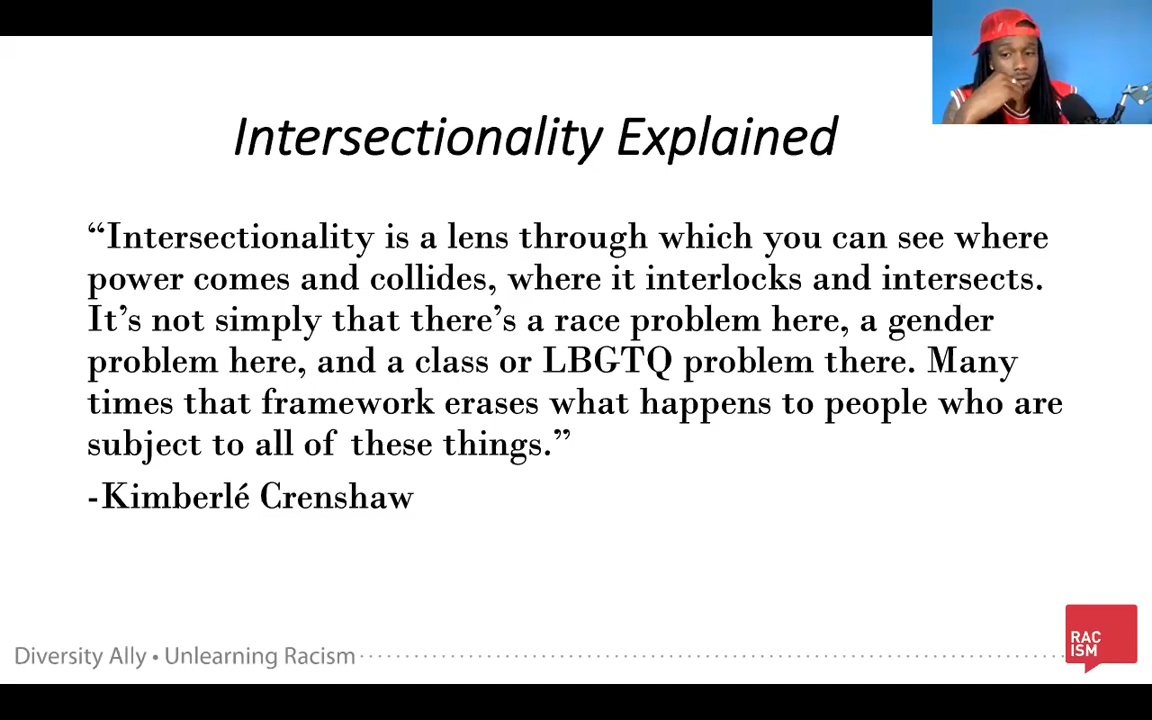 Intersectionality Explained
“Intersectionality is a lens through which you can see where
power comes and collides, where it interlocks and intersects.
It’s not simply that there’s a race problem here, a gender
problem here, and a class or LBGTQ problem there. Many
times that framework erases what happens to people who are
subject to all of these things.”
-Kimberlé Crenshaw
Diversity Ally • Unlearning Racism
RAC
ISM